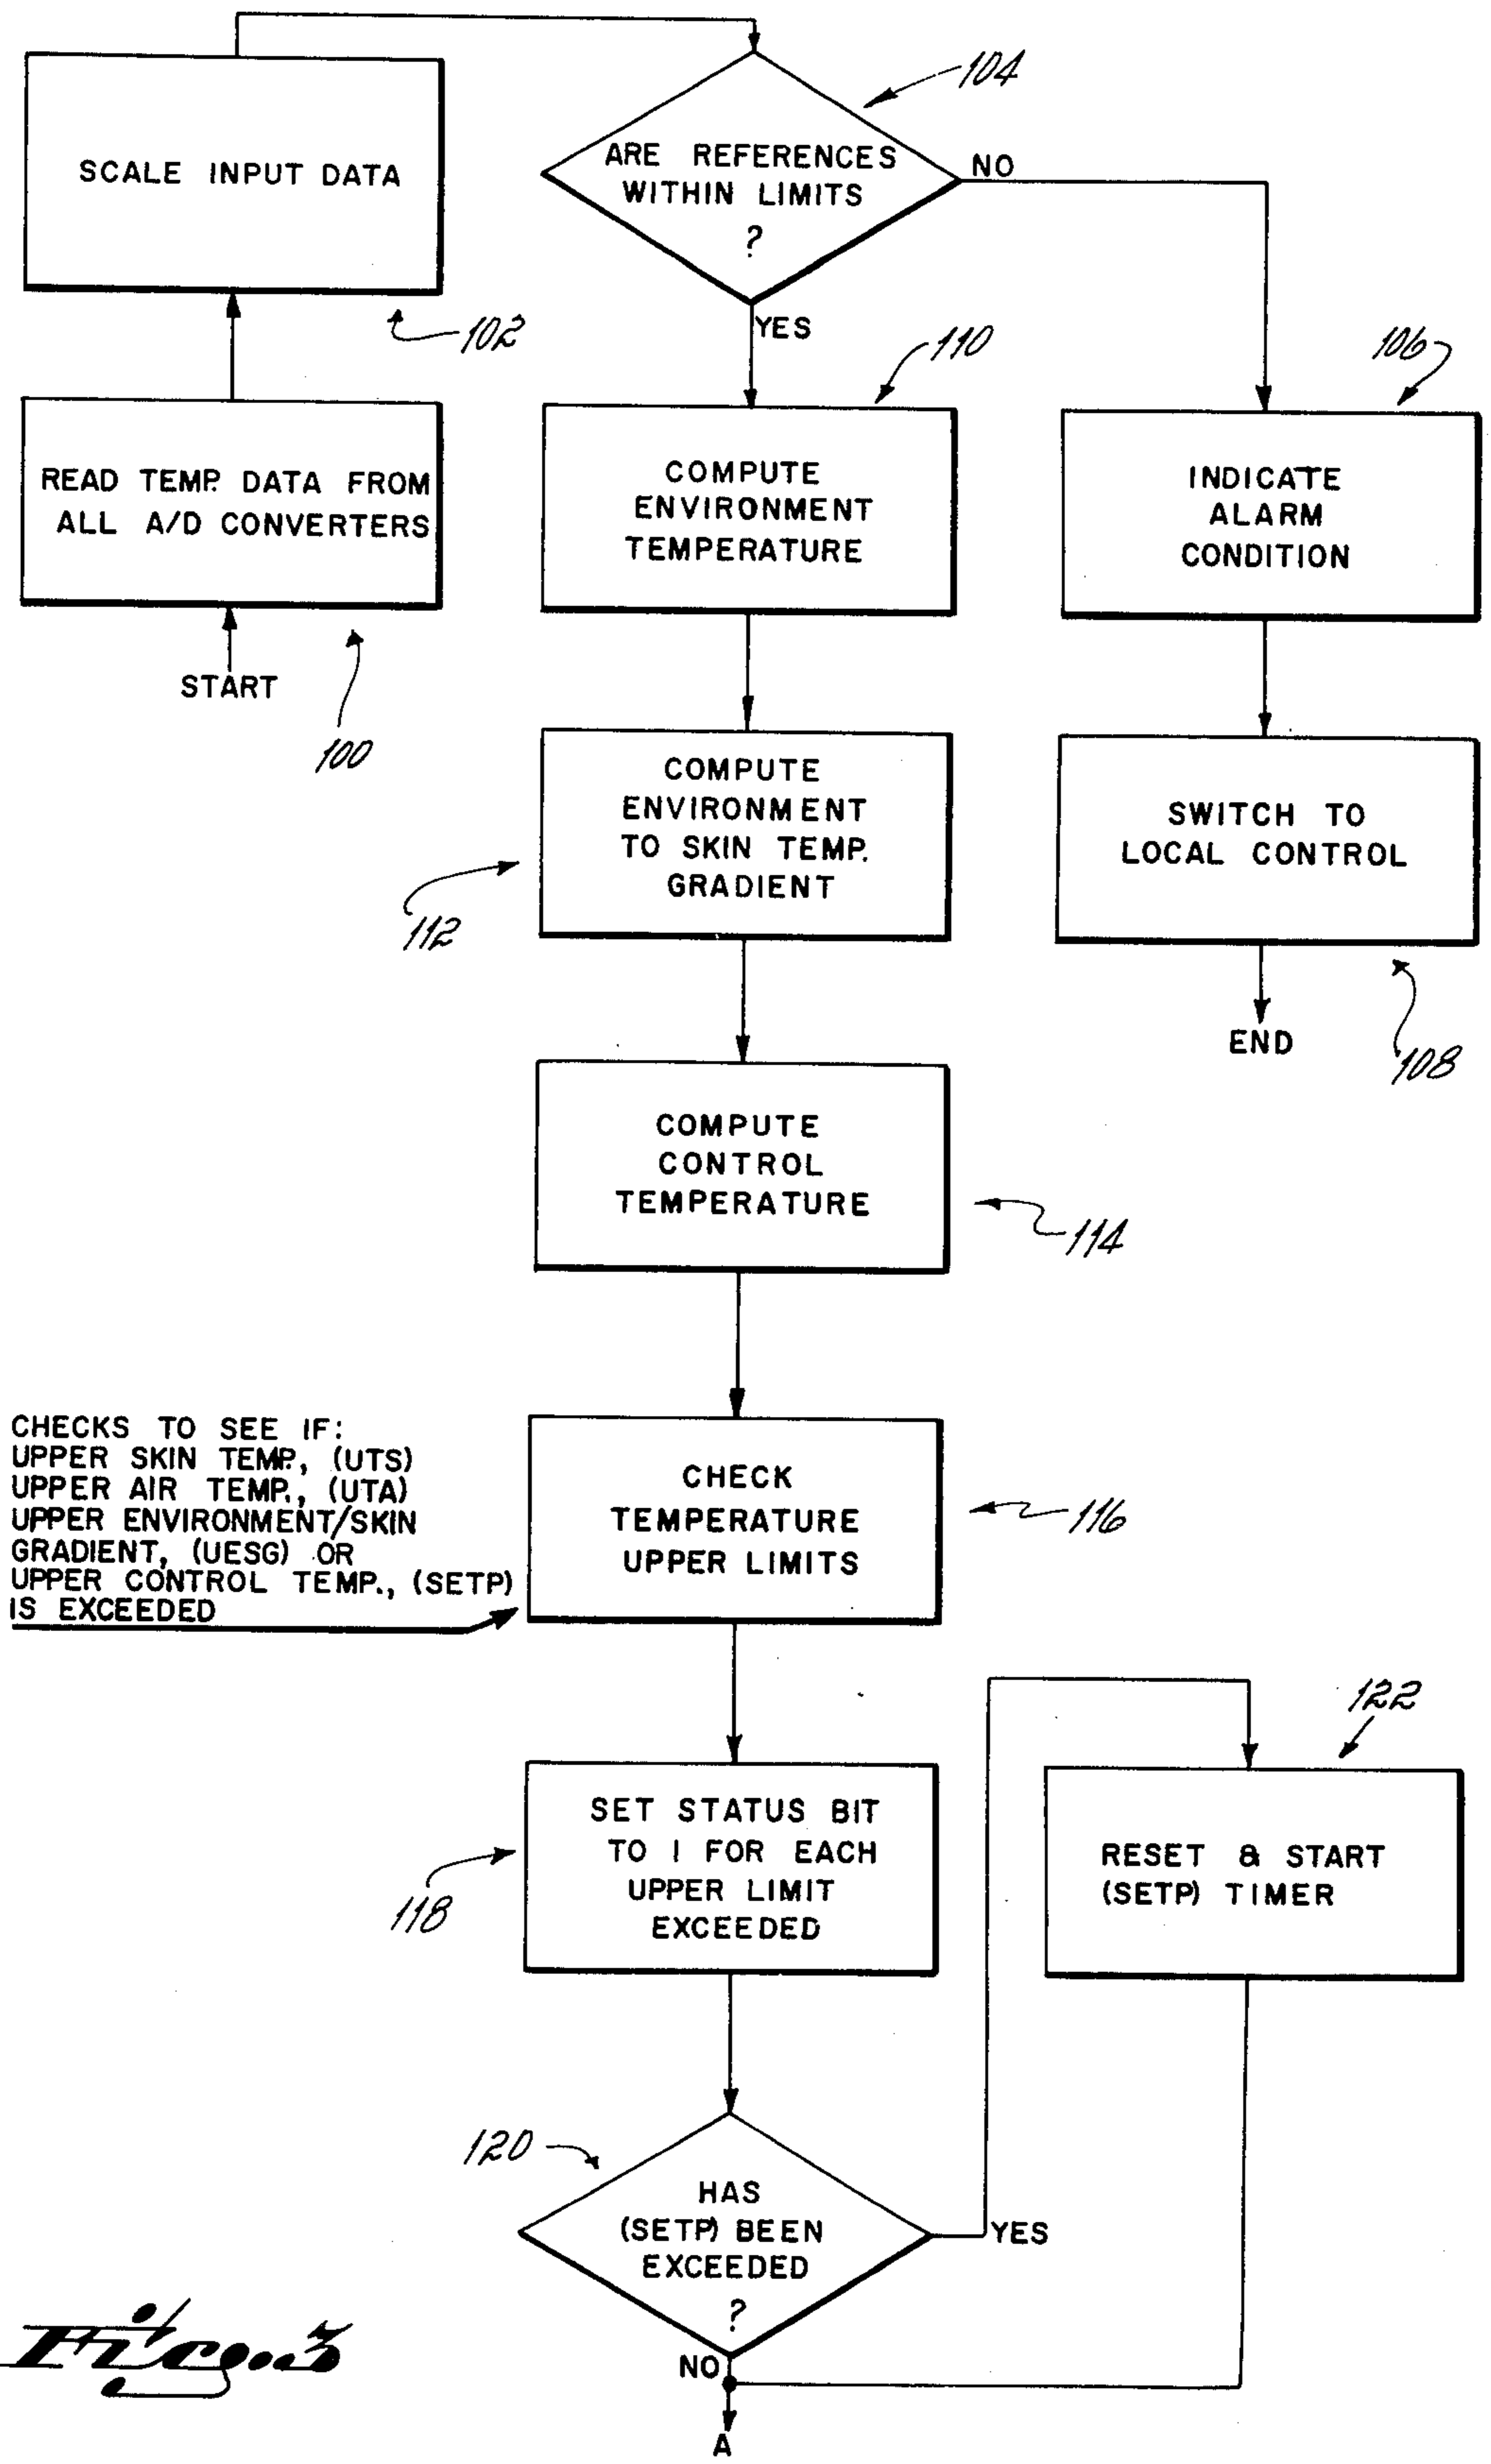 104
SCALE INPUT DATA
ARE REFERENCES
WITHIN LIMITS
?
NO
102
YES
110
106
READ TEMP. DATA FROM
ALL A/D CONVERTERS
START
100
COMPUTE
ENVIRONMENT
TEMPERATURE
INDICATE
ALARM
CONDITION
COMPUTE
ENVIRONMENT
TO SKIN TEMP.
GRADIENT
112
SWITCH TO
LOCAL CONTROL
END
108
COMPUTE
CONTROL
TEMPERATURE
114
CHECKS TO SEE IF:
UPPER SKIN TEMP., (UTS)
UPPER AIR TEMP., (UTA)
UPPER ENVIRONMENT/SKIN
GRADIENT, (UESG) OR
UPPER CONTROL TEMP., (SETP)
IS EXCEEDED
CHECK
TEMPERATURE
UPPER LIMITS
116
122
SET STATUS BIT
TO 1 FOR EACH
UPPER LIMIT
EXCEEDED
118
RESET & START
(SETP) TIMER
120
HAS
(SETP) BEEN
EXCEEDED
?
YES
NO
A
Fig. 3